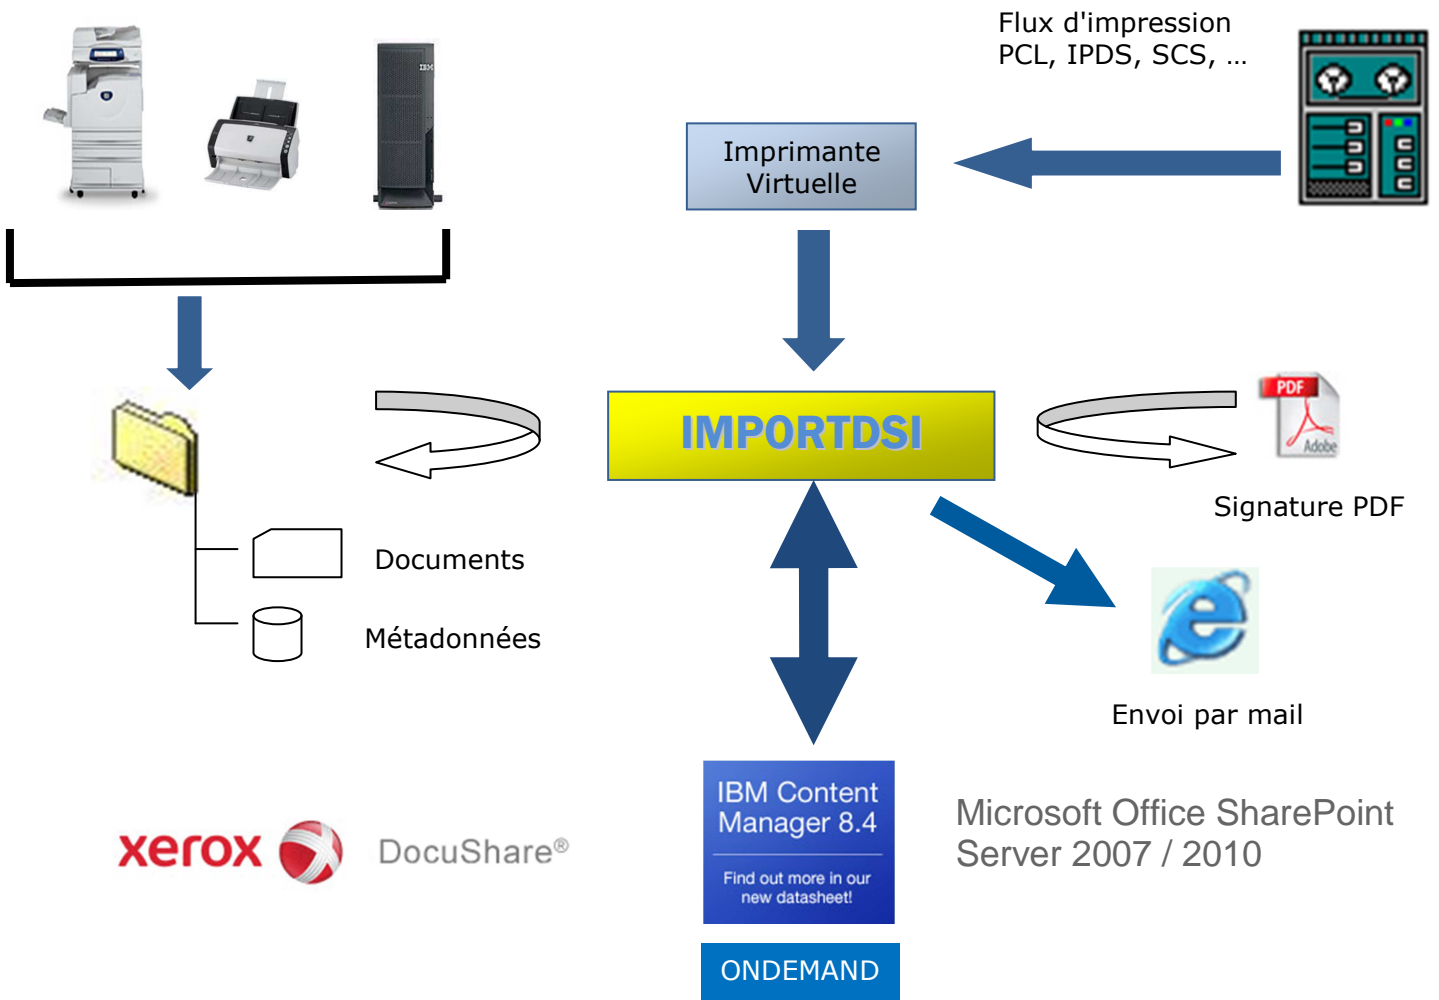 Flux d'impression
PCL, IPDS, SCS, ...
IBM
Imprimante
Virtuelle
IMPORTDSI
PDF
Adobe
Signature PDF
Documents
Métadonnées
Envoi par mail
xerox DocuShare®
IBM Content
Manager 8.4
Find out more in our
new datasheet!
Microsoft Office SharePoint
Server 2007 / 2010
ONDEMAND